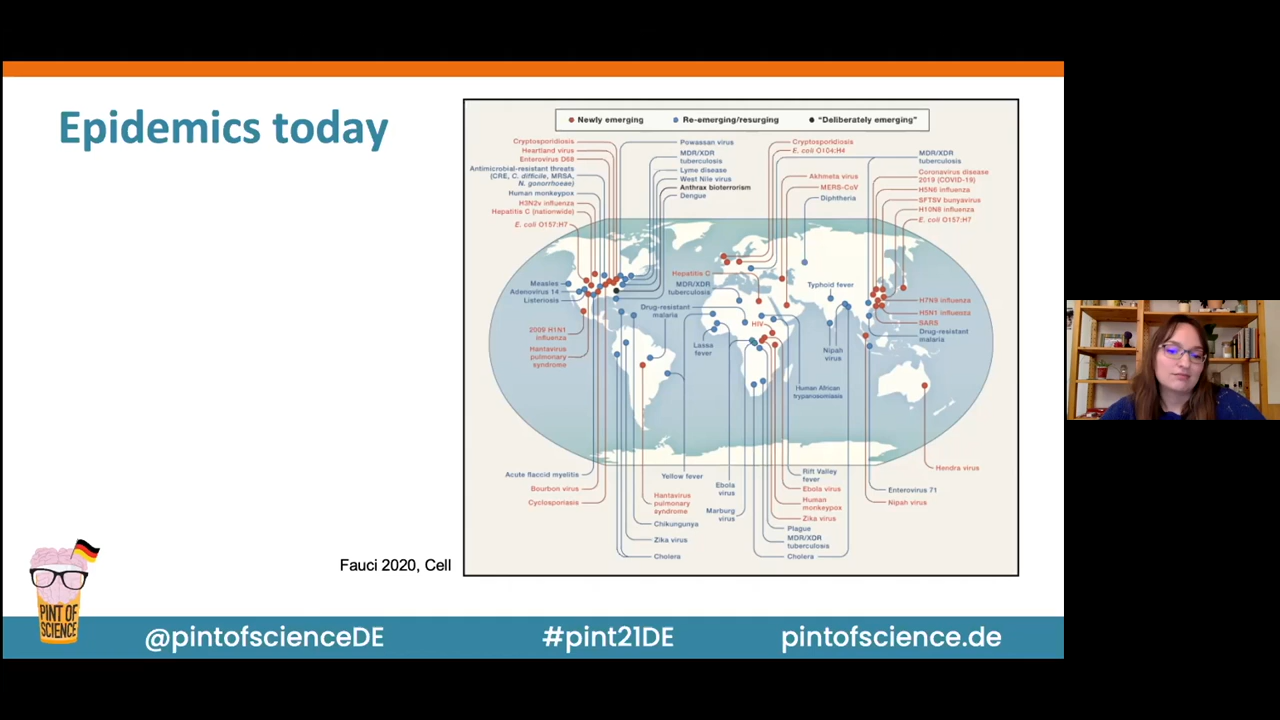 Epidemics today
Newly emerging
Re-emerging/resurging
"Deliberately emerging"
Cryptosporidiosis
Heartland virus
Enterovirus D68
Antimicrobial-resistant threats
(CRE, C. difficile, MRSA,
N. gonorrhoeae)
Human monkeypox
H3N2v influenza
Hepatitis C (nationwide)
E. coli O157:H7
Powassan virus
MDR/XDR
tuberculosis
Lyme disease
West Nile virus
Anthrax bioterrorism
Dengue
Cryptosporidiosis
E. coli O104:H4
Akhmeta virus
MERS-CoV
Diphtheria
MDR/XDR
tuberculosis
Coronavirus disease
2019 (COVID-19)
H5N6 influenza
SFTSV bunyavirus
H10N8 influenza
E. coli O157:H7
Measles
Adenovirus 14
Listeriosis
2009 H1N1
influenza
Hantavirus
pulmonary
syndrome
Hepatitis C
MDR/XDR
tuberculosis
Drug-resistant
malaria
Lassa
fever
HIV
Typhoid fever
Nipah
virus
Human African
trypanosomiasis
H7N9 influenza
H5N1 influenza
SARS
Drug-resistant
malaria
Acute flaccid myelitis
Bourbon virus
Cyclosporiasis
Hantavirus
pulmonary
syndrome
Chikungunya
Zika virus
Cholera
Yellow fever
Ebola
virus
Marburg
virus
Rift Valley
fever
Ebola virus
Human
monkeypox
Zika virus
Plague
MDR/XDR
tuberculosis
Cholera
Hendra virus
Enterovirus 71
Nipah virus
Fauci 2020, Cell
PINT OF
SCIENCE
@pintofscienceDE
#pint21DE
pintofscience.de